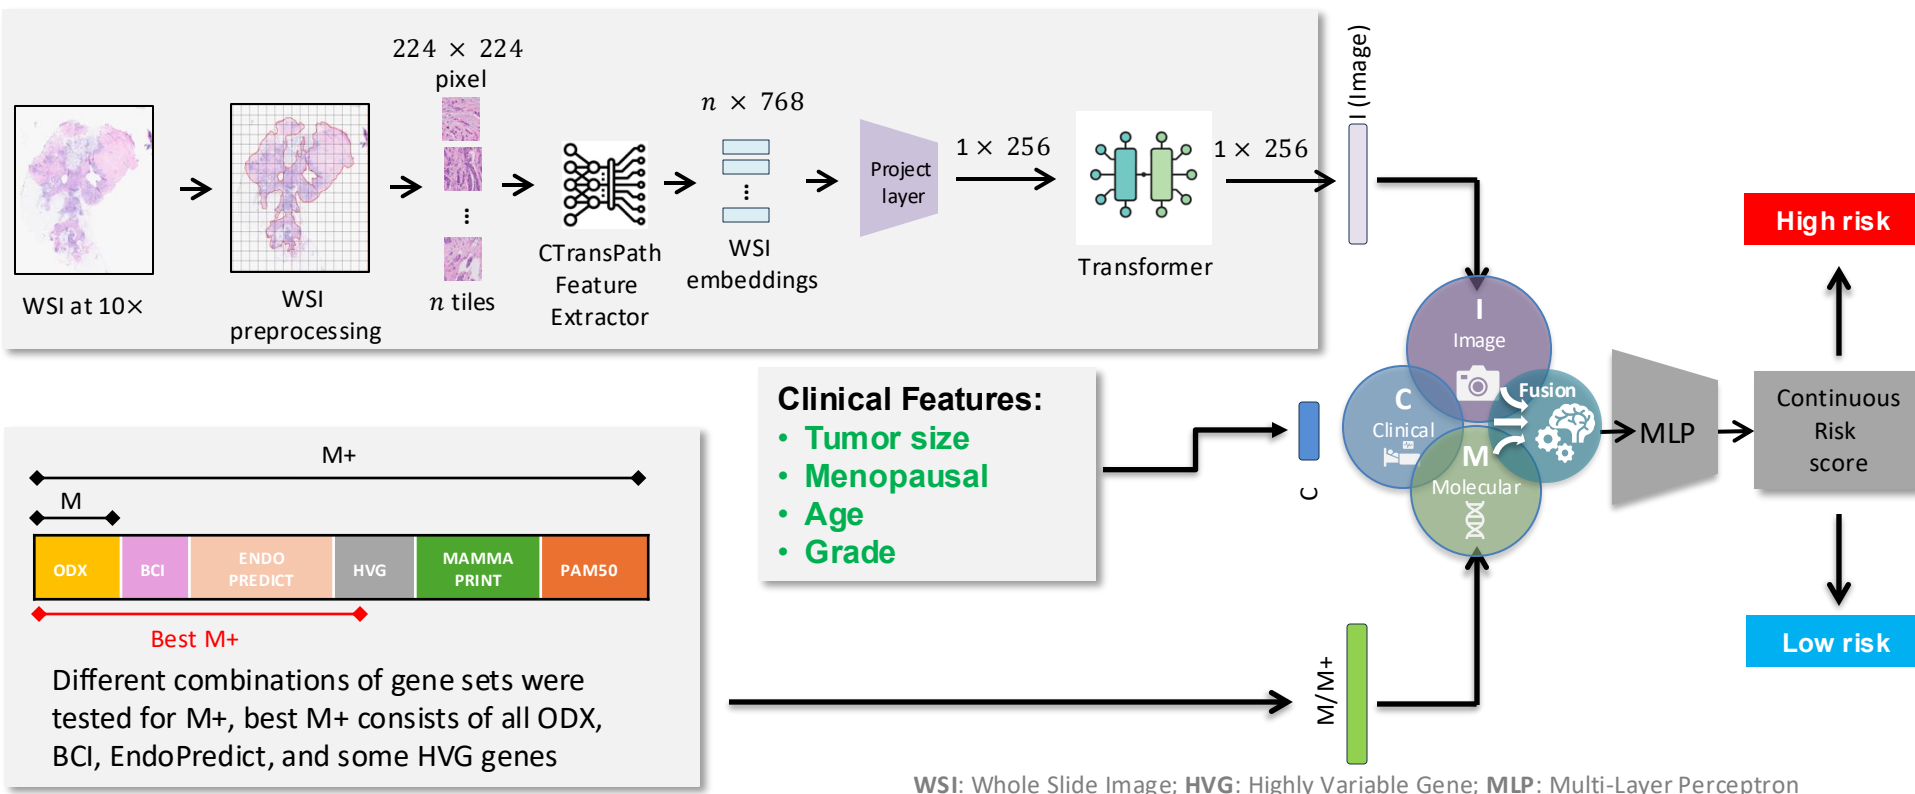 224 × 224
pixel
n × 768
1 × 256
1 × 256
I (Image)
Project
layer
WSI at 10×
WSI
preprocessing
n tiles
CTransPath
Feature
Extractor
WSI
embeddings
Transformer
High risk
I
Image
C
Clinical
Fusion
M
Molecular
MLP
Continuous
Risk
score
Low risk
Clinical Features:
• Tumor size
• Menopausal
• Age
• Grade
C
M+
M
ODX
BCI
ENDO
PREDICT
HVG
MAMMA
PRINT
PAM50
Best M+
Different combinations of gene sets were
tested for M+, best M+ consists of all ODX,
BCI, EndoPredict, and some HVG genes
M/M+
WSI: Whole Slide Image; HVG: Highly Variable Gene; MLP: Multi-Layer Perceptron